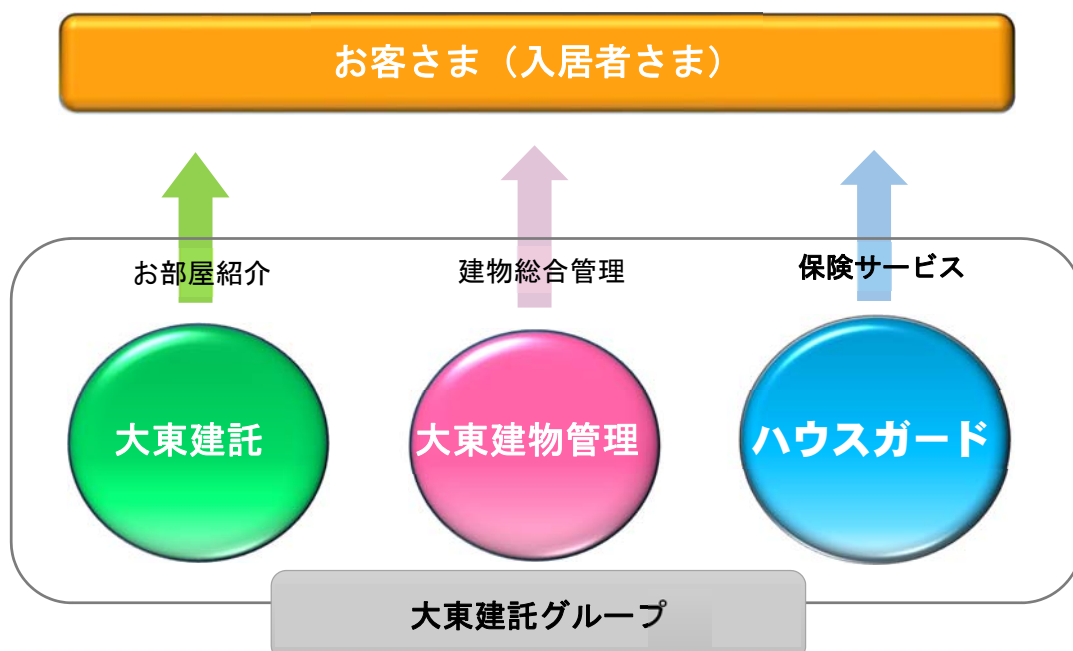 お客さま（入居者さま）
お部屋紹介
建物総合管理
保険サービス
大東建託
大東建物管理
ハウスガード
大東建託グループ